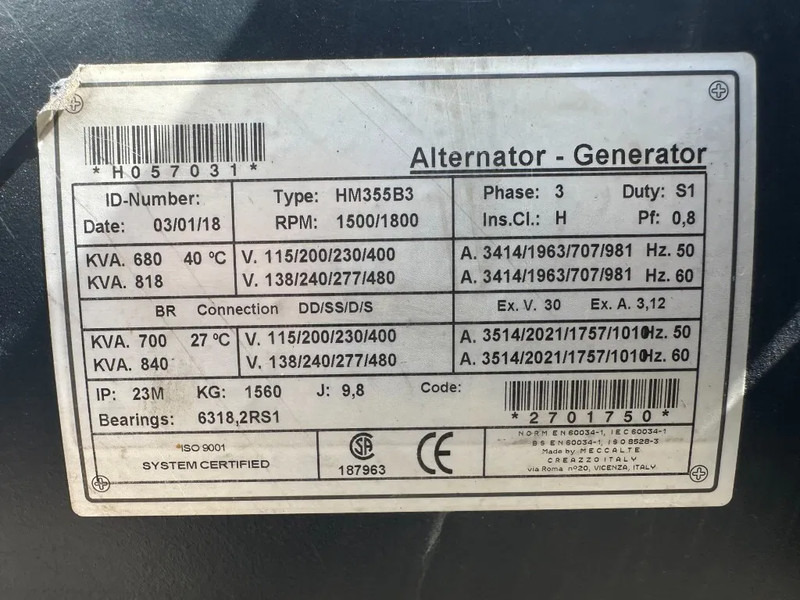 *H057031*
Alternator - Generator
ID-Number:
Date: 03/01/18
Type: HM355B3
RPM: 1500/1800
Phase: 3 Duty: S1
Ins.Cl.: H Pf: 0,8
KVA. 680 40 ºC V. 115/200/230/400 A. 3414/1963/707/981 Hz. 50
KVA. 818 V. 138/240/277/480 A. 3414/1963/707/981 Hz. 60
BR Connection DD/SS/D/S Ex. V. 30 Ex. A. 3,12
KVA. 700 27 ºC V. 115/200/230/400 A. 3514/2021/1757/1010Hz. 50
KVA. 840 V. 138/240/277/480 A. 3514/2021/1757/1010Hz. 60
IP: 23M KG: 1560 J: 9,8 Code:
Bearings: 6318,2RS1
*2701750*
ISO 9001
SYSTEM CERTIFIED
SA
187963
CE
NORM EN 60034-1, IEC 60034-1
BS EN 60034-1, ISO 8528-3
Made by MECCALTE
CREAZZO ITALY
via Roma nº20, VICENZA, ITALY